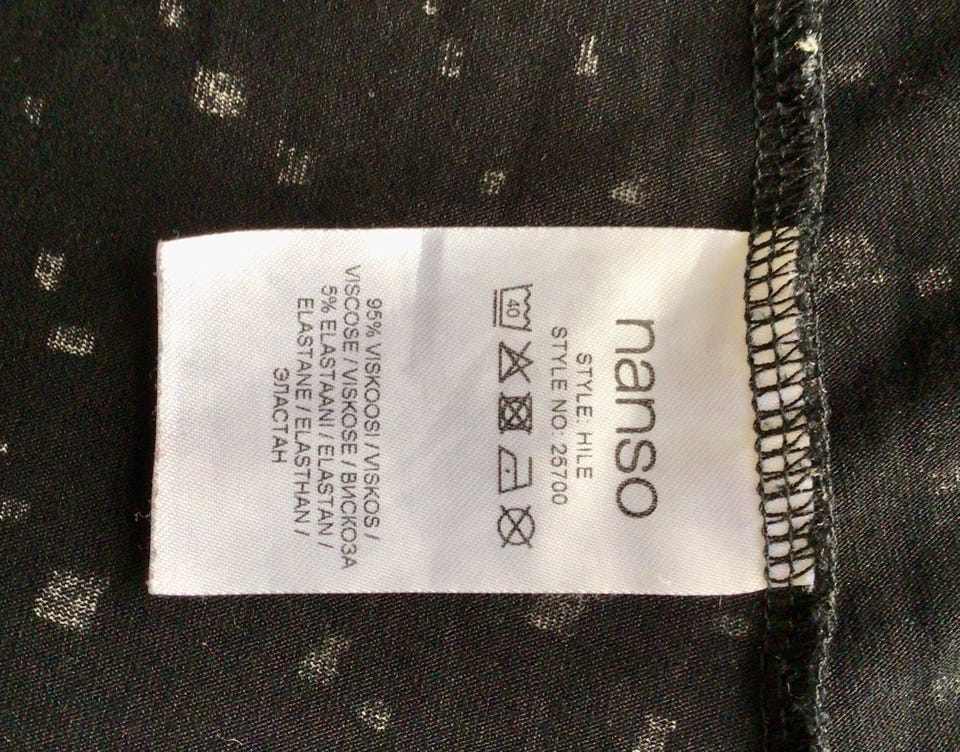 nanso
STYLE: HILE
STYLE NO:25700
40
95% VISKOOSI / VISKOS /
VISCOSE / VISKOSE / ВИСКОЗА
5% ELASTAANI / ELASTAN /
ELASTANE / ELASTHAN /
ЭЛАСТАН